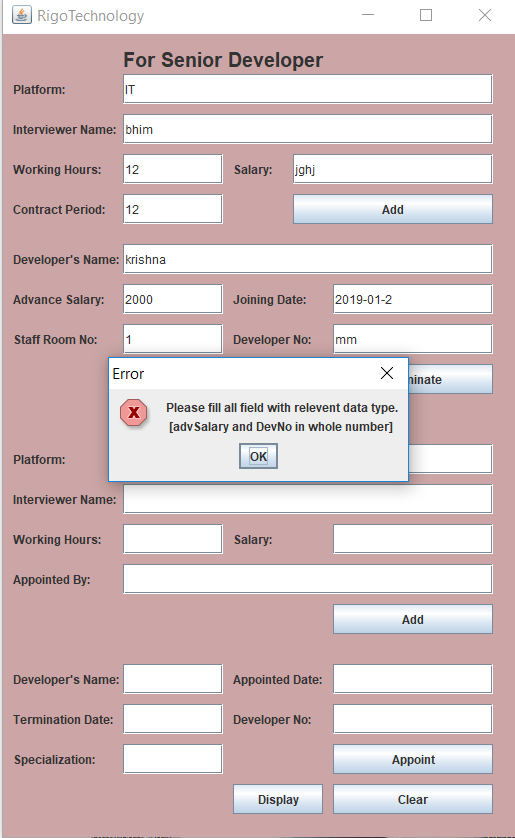 RigoTechnology
For Senior Developer
Platform: IT
Interviewer Name: bhim
Working Hours: 12 Salary: jghj
Contract Period: 12 Add
Developer's Name: krishna
Advance Salary: 2000 Joining Date: 2019-01-2
Staff Room No: 1 Developer No: mm
minate
Error
Please fill all field with relevent data type.
[advSalary and DevNo in whole number]
OK
Platform:
Interviewer Name:
Working Hours: Salary:
Appointed By:
Add
Developer's Name: Appointed Date:
Termination Date: Developer No:
Specialization: Appoint
Display Clear